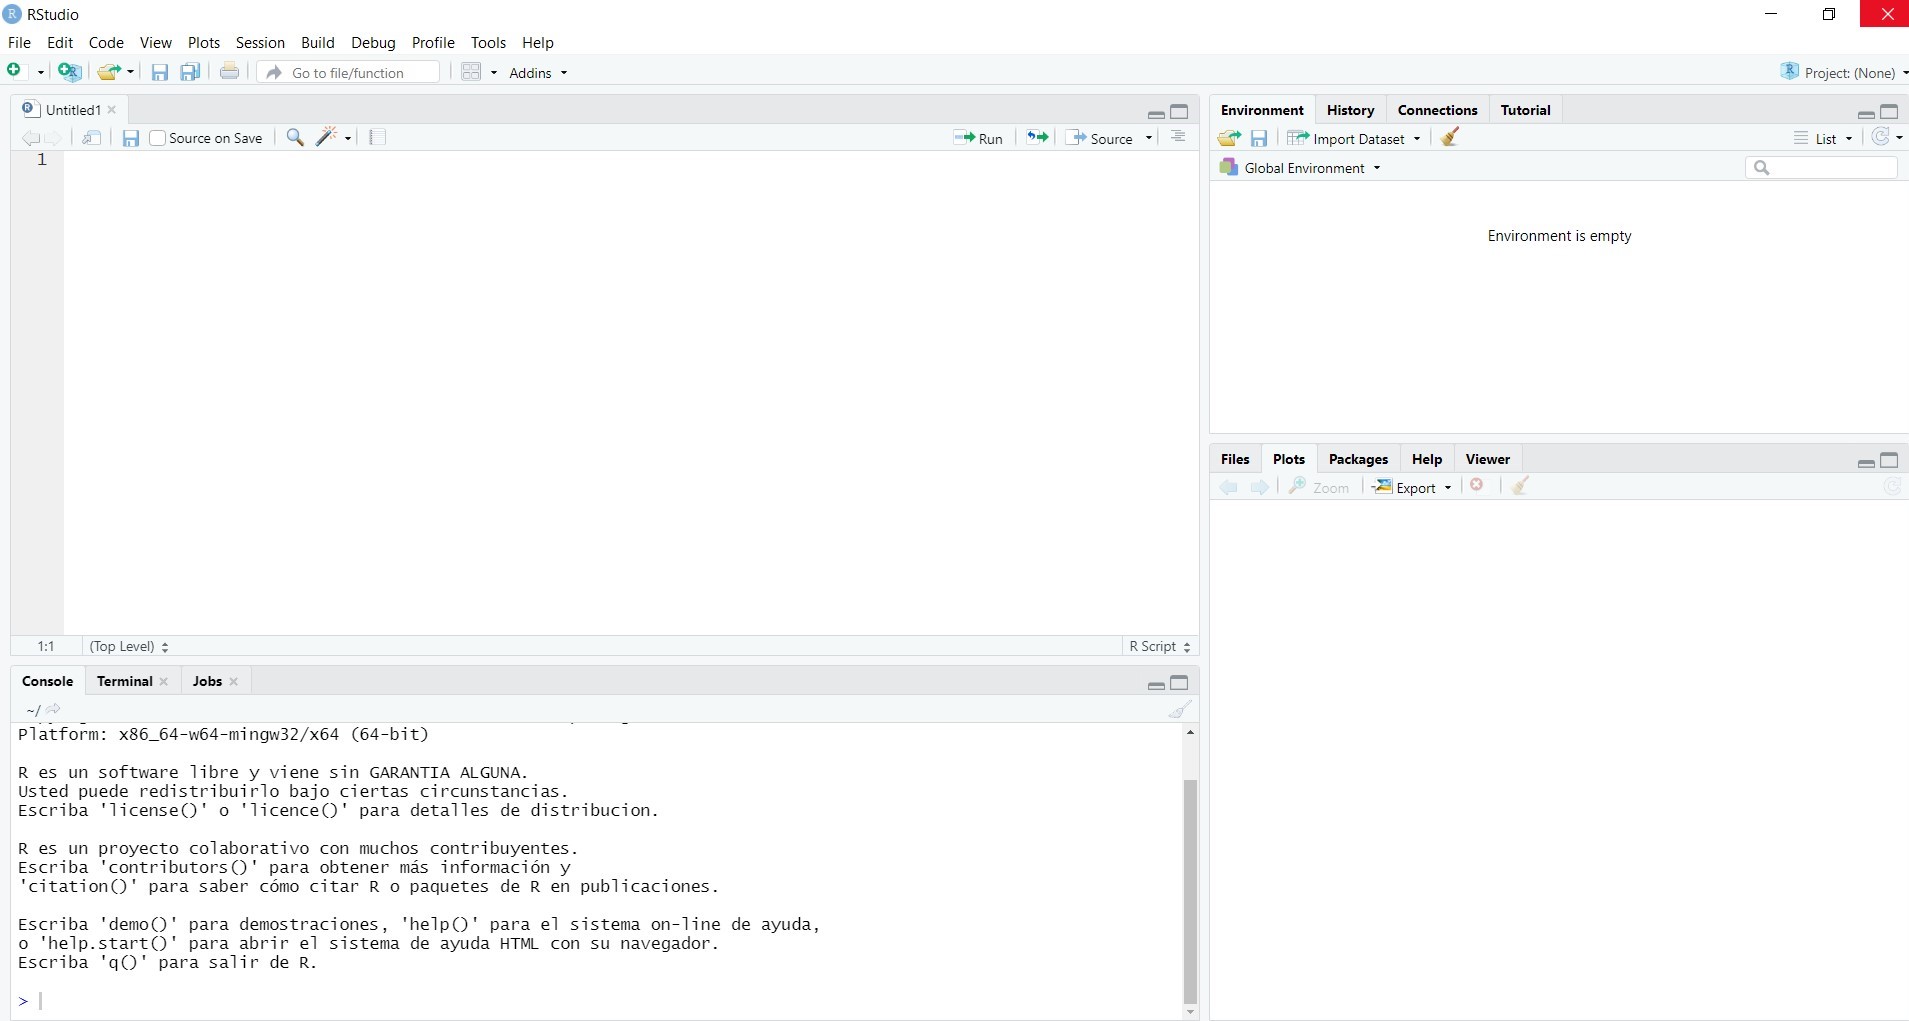 RStudio
File Edit Code View Plots Session Build Debug Profile Tools Help
Go to file/function Addins Project: (None)
Untitled1
Source on Save Run Source
1
1:1 (Top Level) R Script
Console Terminal Jobs
~/
Platform: x86_64-w64-mingw32/x64 (64-bit)
R es un software libre y viene sin GARANTIA ALGUNA.
Usted puede redistribuirlo bajo ciertas circunstancias.
Escriba 'license()' o 'licence()' para detalles de distribucion.
R es un proyecto colaborativo con muchos contribuyentes.
Escriba 'contributors()' para obtener más información y
'citation()' para saber cómo citar R o paquetes de R en publicaciones.
Escriba 'demo()' para demostraciones, 'help()' para el sistema on-line de ayuda,
o 'help.start()' para abrir el sistema de ayuda HTML con su navegador.
Escriba 'q()' para salir de R.
>
Environment History Connections Tutorial
Import Dataset List
Global Environment
Environment is empty
Files Plots Packages Help Viewer
Zoom Export